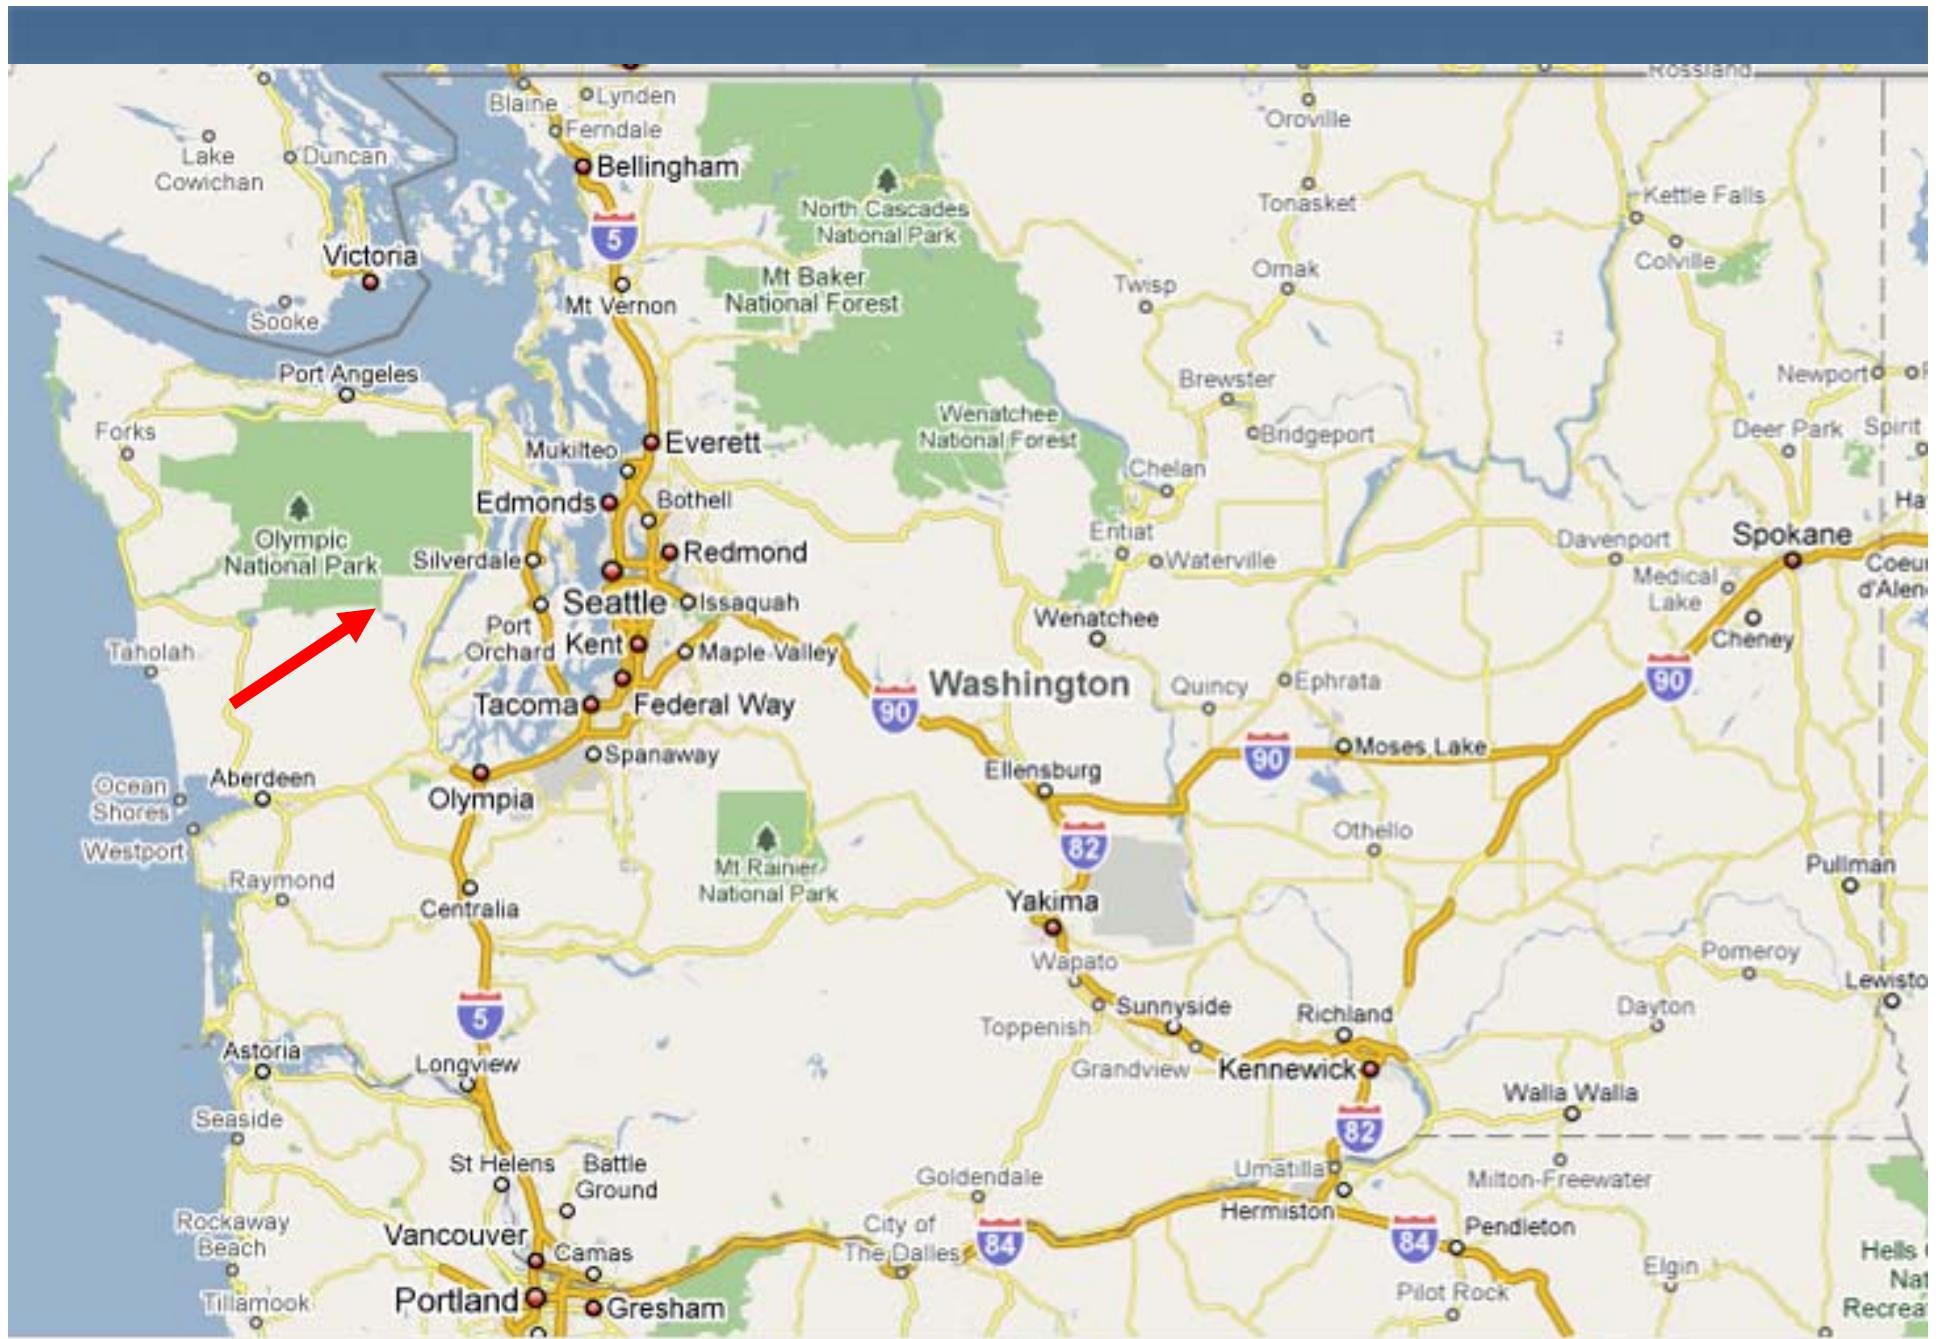 Rossland
Blaine
Lynden
Ferndale
Oroville
Lake
Cowichan
Duncan
Bellingham
North Cascades
National Park
Tonasket
Kettle Falls
5
Victoria
Mt Vernon
Mt Baker
National Forest
Twisp
Omak
Colville
Sooke
Port Angeles
Brewster
Newport
Forks
Mukilteo
Everett
Wenatchee
National Forest
Bridgeport
Deer Park
Spirit
Chelan
Edmonds
Bothell
Ha
Olympic
National Park
Silverdale
Redmond
Entiat
Waterville
Davenport
Spokane
Coeur
d'Alen
Medical
Lake
Seattle
Issaquah
Wenatchee
Cheney
Port
Orchard
Kent
Maple Valley
Taholah
Washington
Quincy
Ephrata
90
Tacoma
Federal Way
90
Spanaway
90
Moses Lake
Ocean
Shores
Aberdeen
Olympia
Ellensburg
Westport
82
Othello
Mt Rainier
National Park
Pullman
Raymond
Centralia
Yakima
Wapato
Pomeroy
Lewisto
5
Toppenish
Sunnyside
Richland
Dayton
Astoria
Longview
Grandview
Kennewick
Walla Walla
Seaside
82
St Helens
Battle
Ground
Goldendale
Umatilla
Milton-Freewater
Rockaway
Beach
Vancouver
Camas
City of
The Dalles
84
Hermiston
84
Pendleton
Hells
Nat
Recrea
Elgin
Tillamook
Portland
Gresham
Pilot Rock